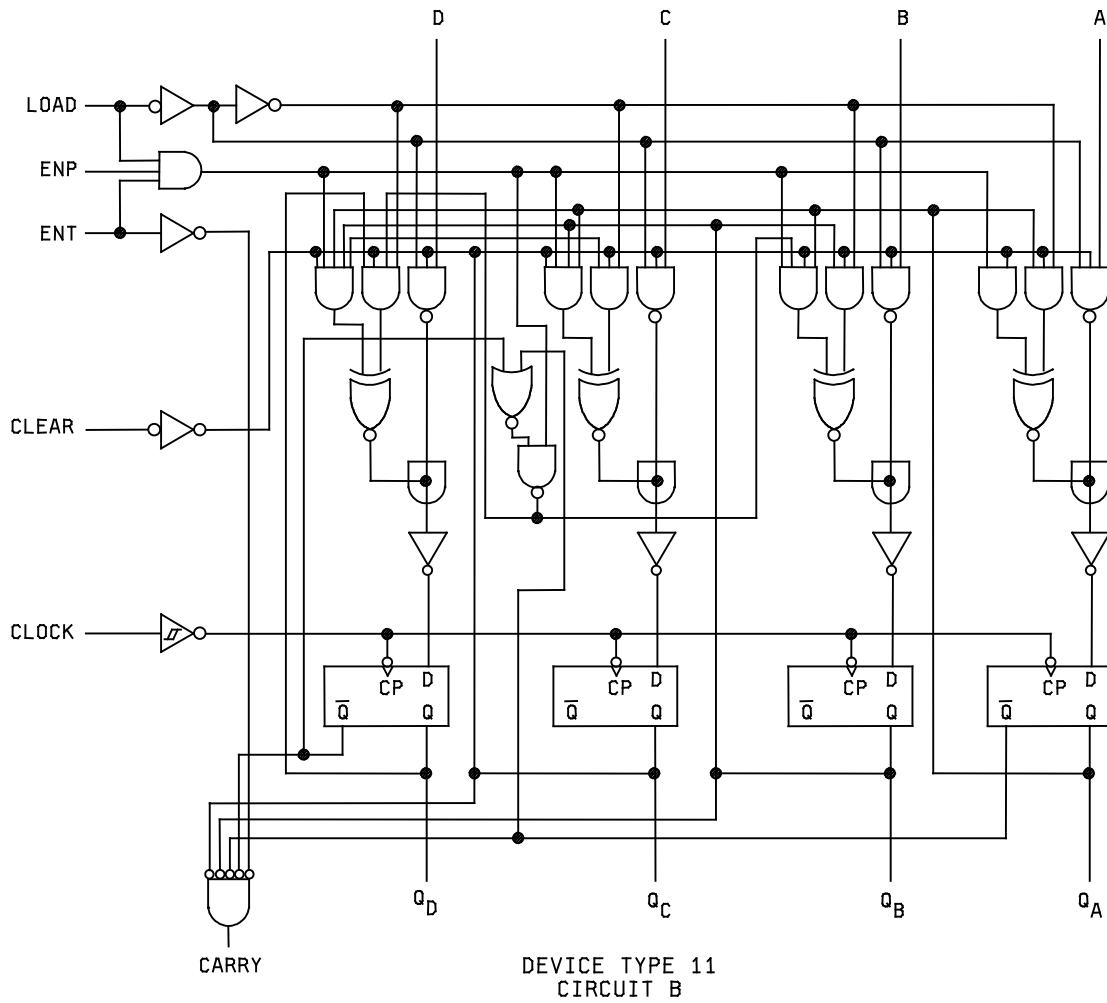 D C B A
LOAD
ENP
ENT
CLEAR
CLOCK
CP D CP D CP D CP D
Q̅ Q Q̅ Q Q̅ Q Q̅ Q
QD QC QB QA
CARRY
DEVICE TYPE 11
CIRCUIT B